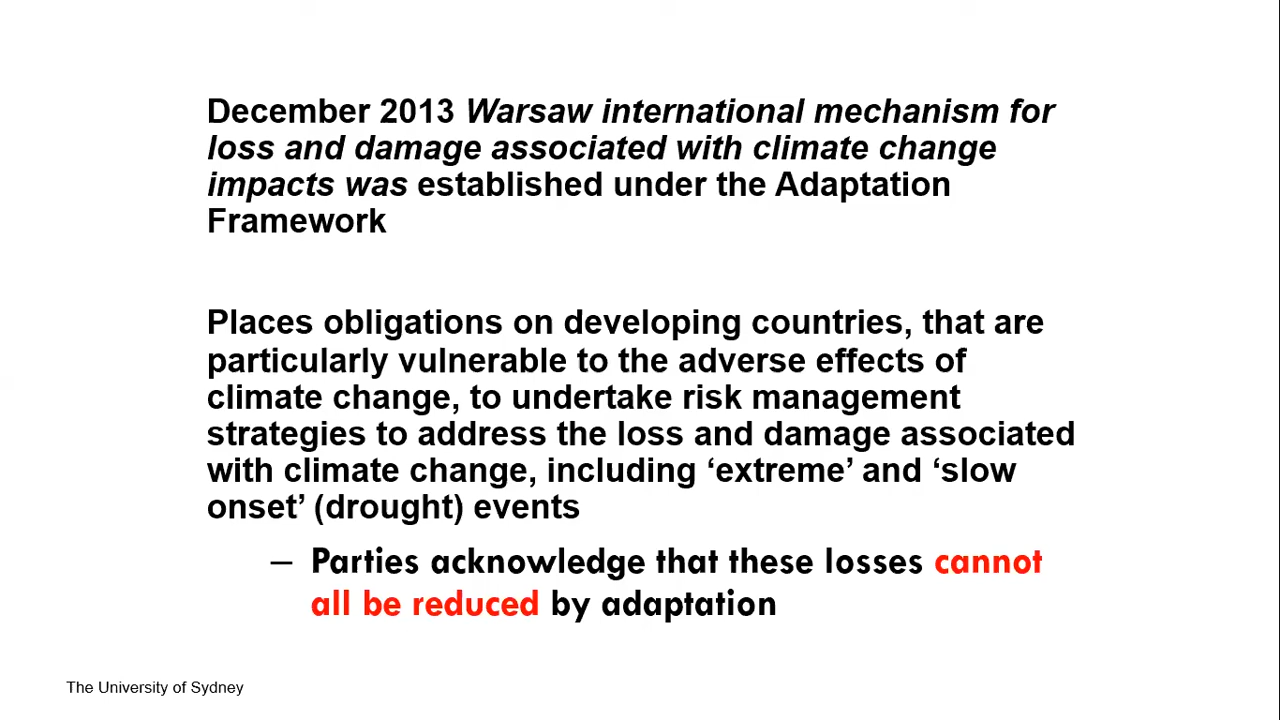 December 2013 Warsaw international mechanism for
loss and damage associated with climate change
impacts was established under the Adaptation
Framework
Places obligations on developing countries, that are
particularly vulnerable to the adverse effects of
climate change, to undertake risk management
strategies to address the loss and damage associated
with climate change, including ‘extreme’ and ‘slow
onset’ (drought) events
– Parties acknowledge that these losses cannot
all be reduced by adaptation
The University of Sydney